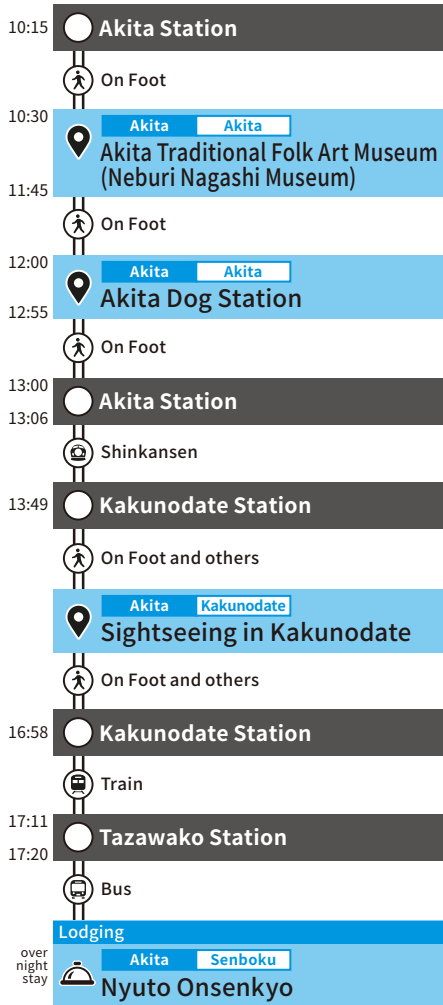 10:15 Akita Station
On Foot
10:30
Akita Akita
Akita Traditional Folk Art Museum
(Neburi Nagashi Museum)
11:45
On Foot
12:00
Akita Akita
Akita Dog Station
12:55
On Foot
13:00
Akita Station
13:06
Shinkansen
13:49 Kakunodate Station
On Foot and others
Akita Kakunodate
Sightseeing in Kakunodate
On Foot and others
16:58 Kakunodate Station
Train
17:11
Tazawako Station
17:20
Bus
Lodging
over
night
stay
Akita Senboku
Nyuto Onsenkyo